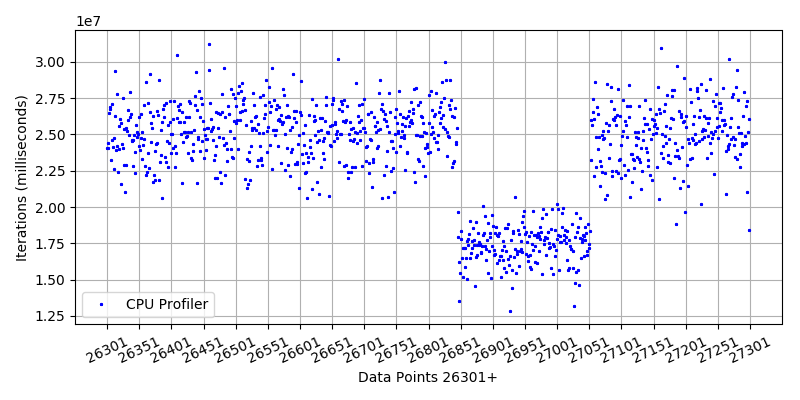 1e7
3.00
2.75
2.50
2.25
2.00
1.75
1.50
1.25
Iterations (milliseconds)
CPU Profiler
26301 26351 26401 26451 26501 26551 26601 26651 26701 26751 26801 26851 26901 26951 27001 27051 27101 27151 27201 27251 27301
Data Points 26301+